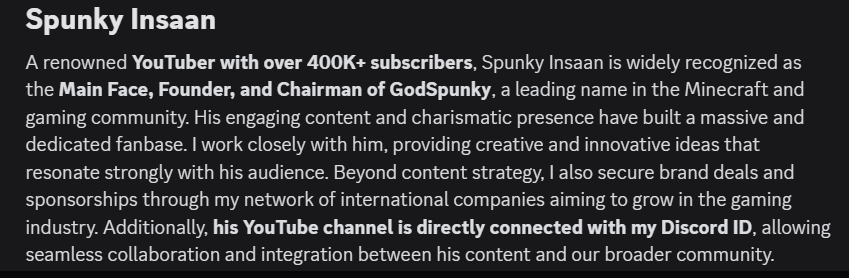 Spunky Insaan
A renowned YouTuber with over 400K+ subscribers, Spunky Insaan is widely recognized as
the Main Face, Founder, and Chairman of GodSpunky, a leading name in the Minecraft and
gaming community. His engaging content and charismatic presence have built a massive and
dedicated fanbase. I work closely with him, providing creative and innovative ideas that
resonate strongly with his audience. Beyond content strategy, I also secure brand deals and
sponsorships through my network of international companies aiming to grow in the gaming
industry. Additionally, his YouTube channel is directly connected with my Discord ID, allowing
seamless collaboration and integration between his content and our broader community.